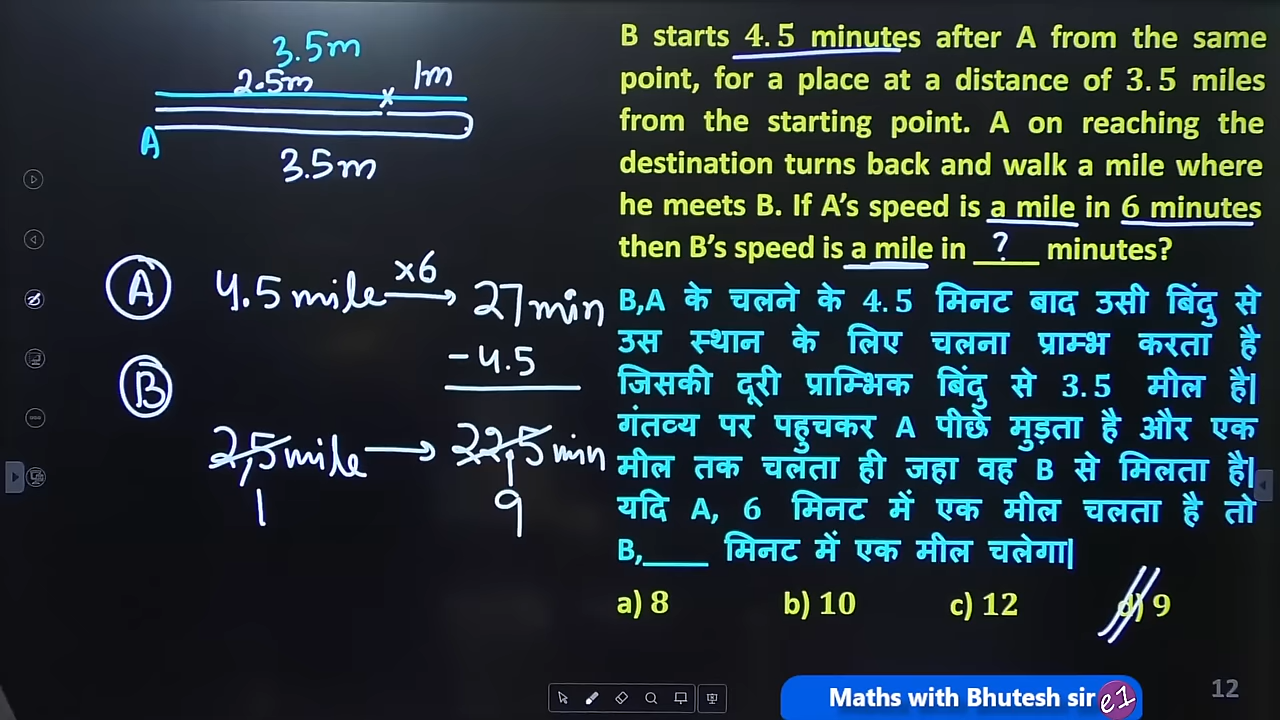 3.5m
2.5m 1m
A
3.5m
A 4.5 mile ×6 → 27 min
− 4.5
B
2.5 mile → 22.5 min
1 9
B starts 4.5 minutes after A from the same
point, for a place at a distance of 3.5 miles
from the starting point. A on reaching the
destination turns back and walk a mile where
he meets B. If A’s speed is a mile in 6 minutes
then B’s speed is a mile in __?__ minutes?
B,A के चलने के 4.5 मिनट बाद उसी बिंदु से
उस स्थान के लिए चलना प्राम्भ करता है
जिसकी दूरी प्राम्भिक बिंदु से 3.5 मील है|
गंतव्य पर पहुचकर A पीछे मुड़ता है और एक
मील तक चलता ही जहा वह B से मिलता है|
यदि A, 6 मिनट में एक मील चलता है तो
B,____ मिनट में एक मील चलेगा|
a) 8 b) 10 c) 12 d) 9
Maths with Bhutesh sir e1
12